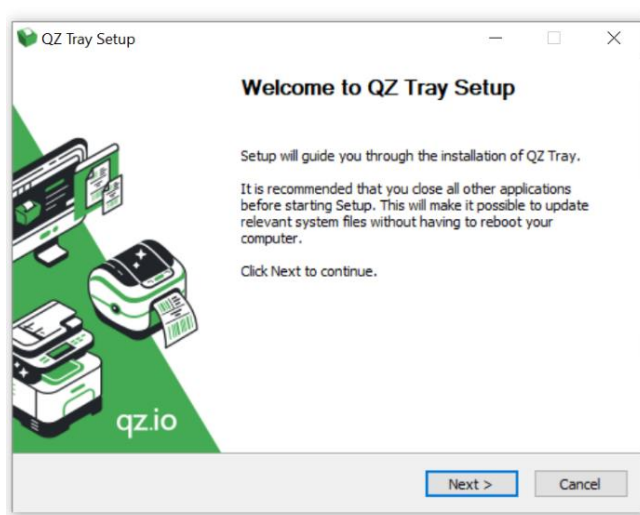 QZ Tray Setup
Welcome to QZ Tray Setup
Setup will guide you through the installation of QZ Tray.
It is recommended that you close all other applications
before starting Setup. This will make it possible to update
relevant system files without having to reboot your
computer.
Click Next to continue.
qz.io
Next >
Cancel